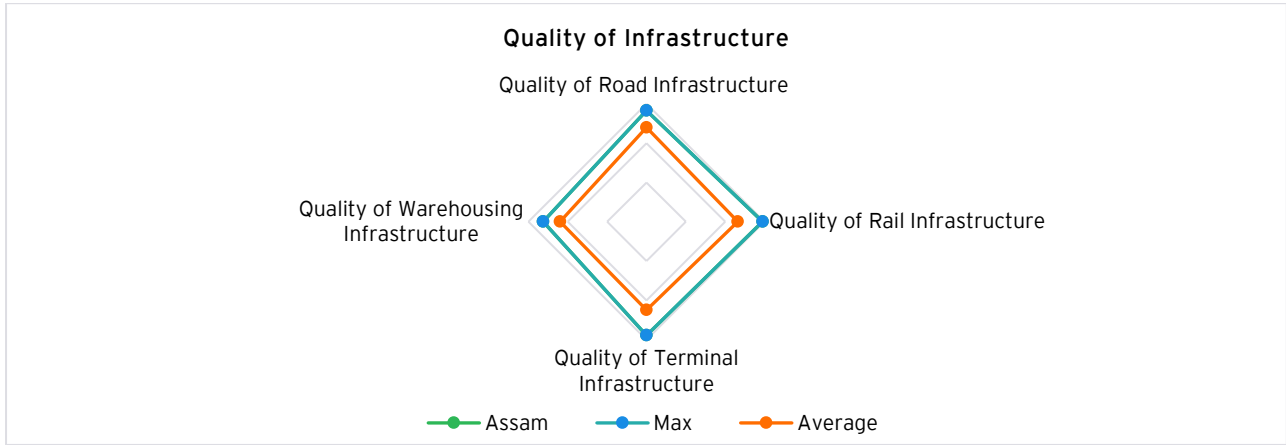 Quality of Infrastructure
Quality of Road Infrastructure
Quality of Warehousing
Infrastructure
Quality of Rail Infrastructure
Quality of Terminal
Infrastructure
Assam
Max
Average